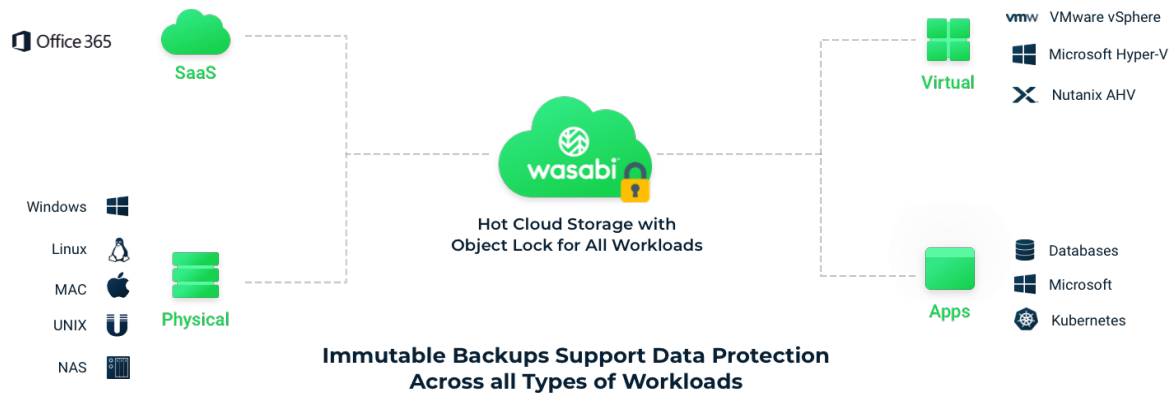 Office 365
SaaS
Windows
Linux
MAC
UNIX
NAS
Physical
wasabi
Hot Cloud Storage with
Object Lock for All Workloads
Virtual
vmw VMware vSphere
Microsoft Hyper-V
Nutanix AHV
Apps
Databases
Microsoft
Kubernetes
Immutable Backups Support Data Protection
Across all Types of Workloads